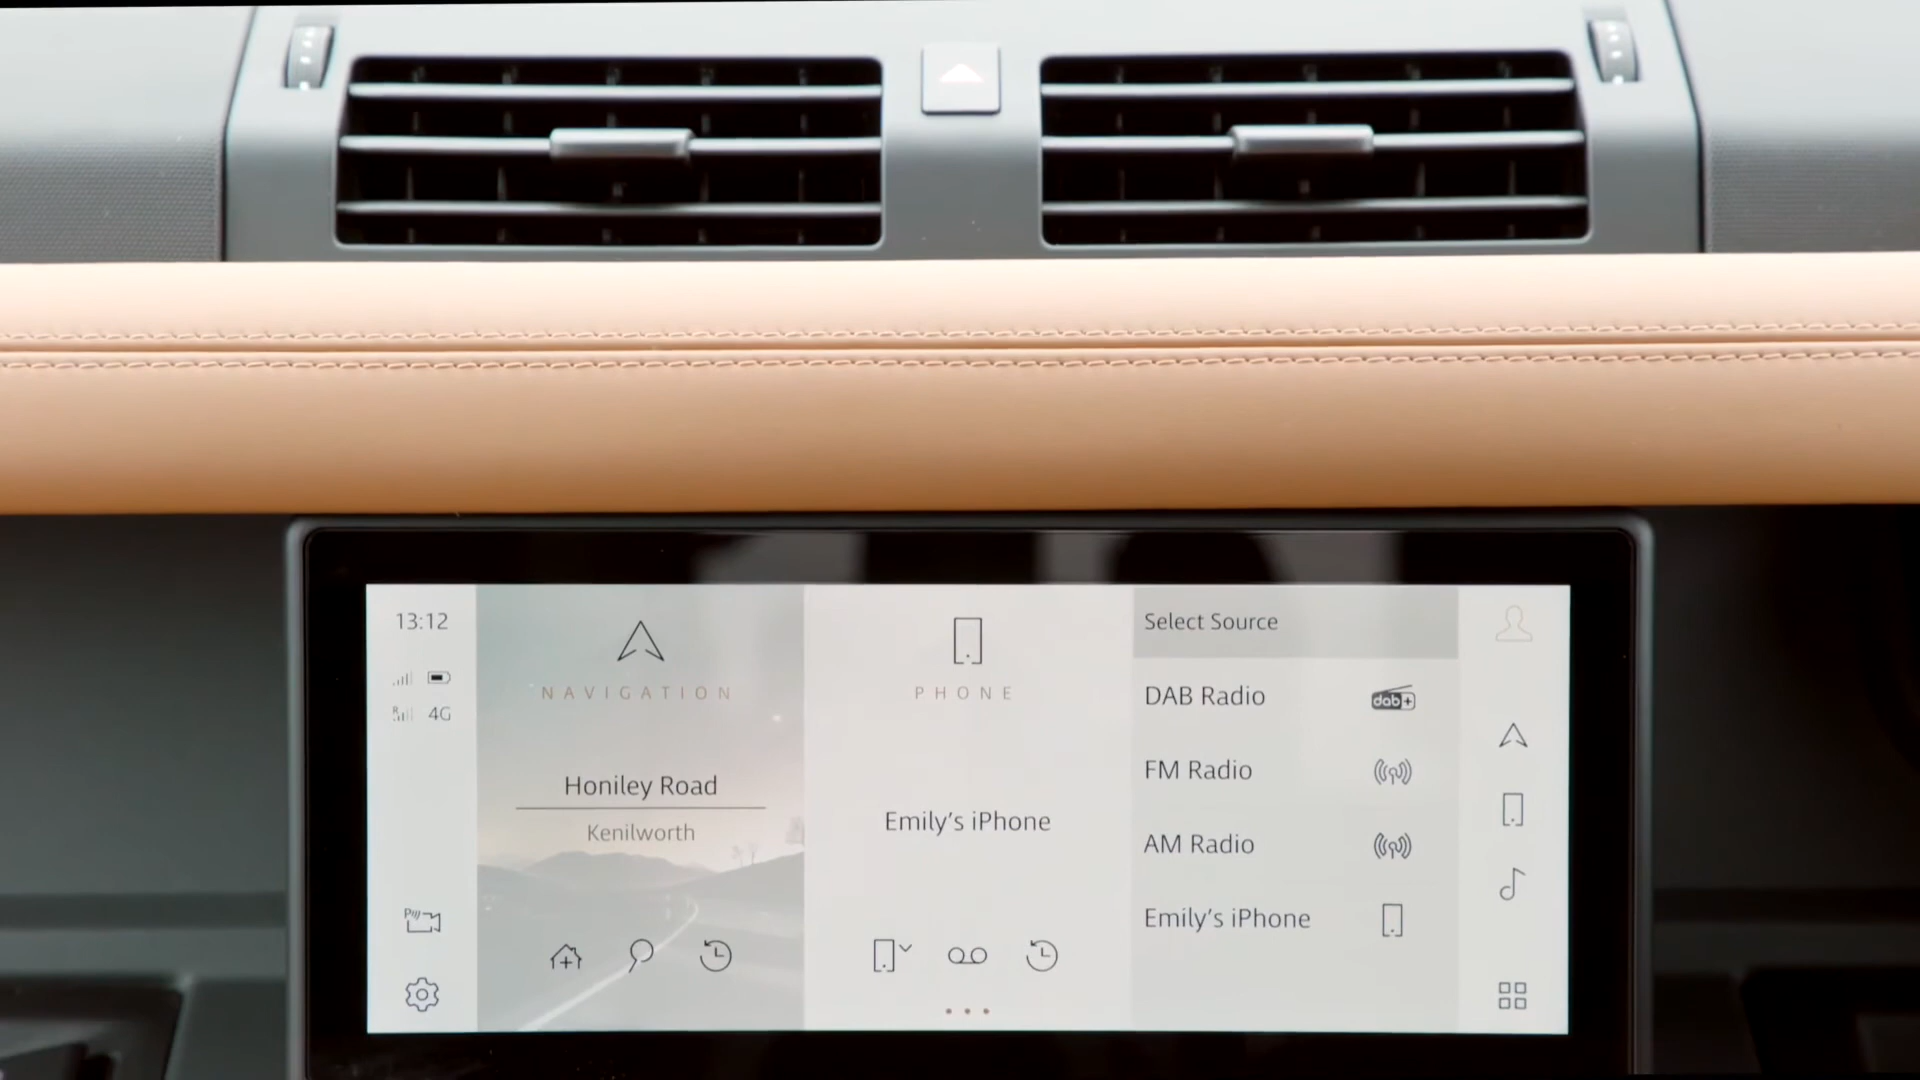 13:12
R
4G
P
NAVIGATION
Honiley Road
Kenilworth
PHONE
Emily’s iPhone
Select Source
DAB Radio
dab+
FM Radio
AM Radio
Emily’s iPhone